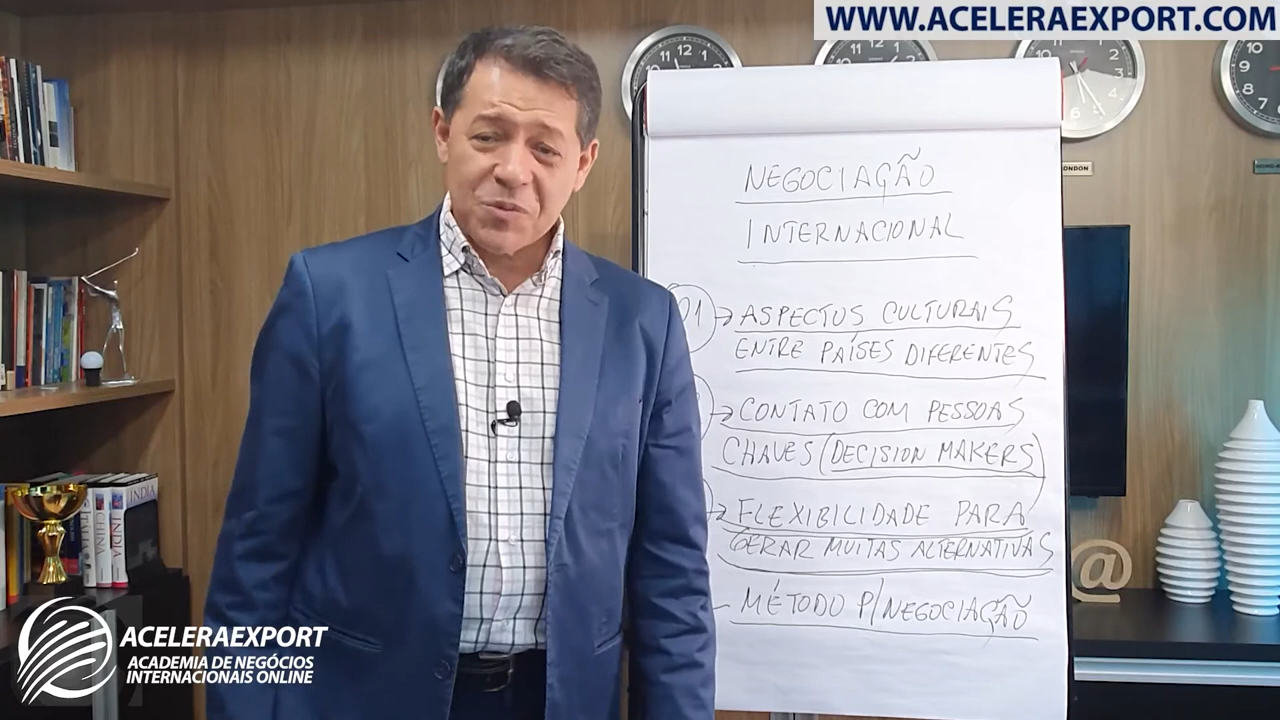 WWW.ACELERAEXPORT.COM
NEGOCIAÇÃO
INTERNACIONAL
01 → ASPECTOS CULTURAIS
ENTRE PAÍSES DIFERENTES
→ CONTATO COM PESSOAS
CHAVES (DECISION MAKERS)
→ FLEXIBILIDADE PARA
GERAR MUITAS ALTERNATIVAS
MÉTODO P/ NEGOCIAÇÃO
LONDON
INDIA
CHINA
INDIA
ACELERAEXPORT
ACADEMIA DE NEGÓCIOS
INTERNACIONAIS ONLINE